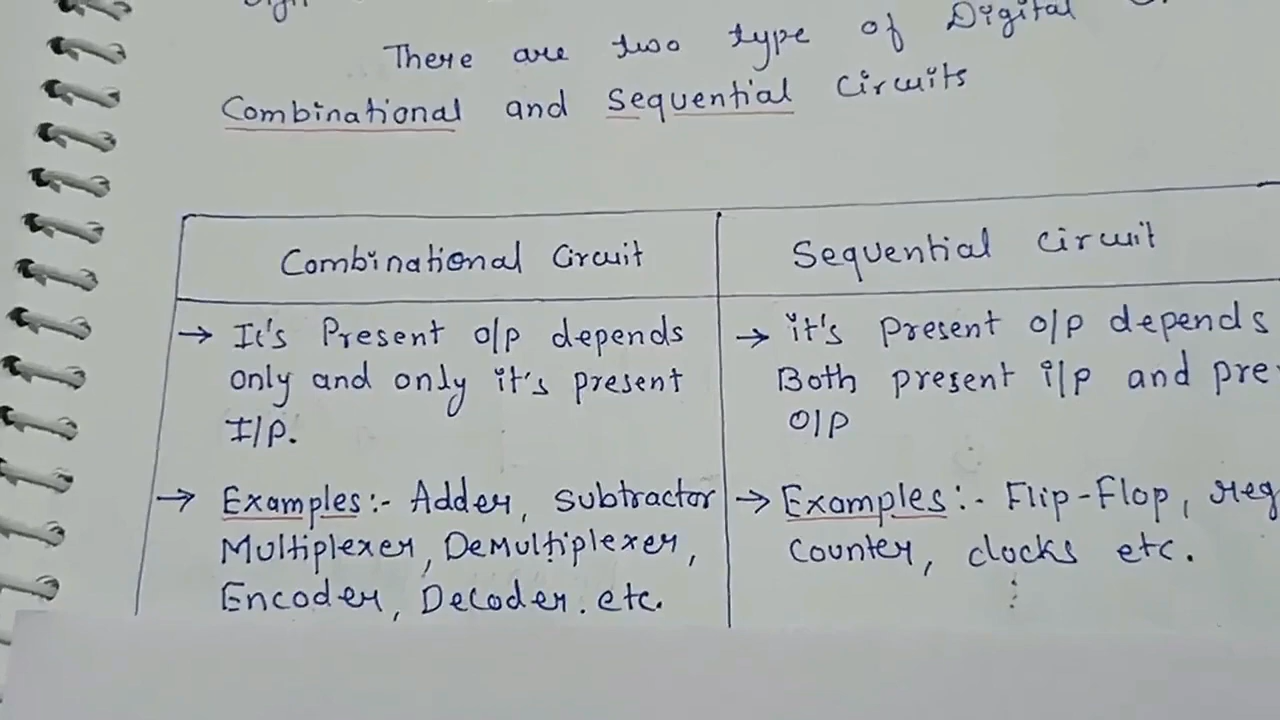 There are two type of Digital
Combinational and Sequential Circuits
Combinational Circuit
Sequential Circuit
→ It's Present o/p depends
only and only it's present
I/P.
→ it's present o/p depends
Both present i/p and
O/P
→ Examples:- Adder, Subtractor
Multiplexer, DeMultiplexer,
Encoder, Decoder. etc.
→ Examples:- Flip-Flop,
Counter, clocks etc.